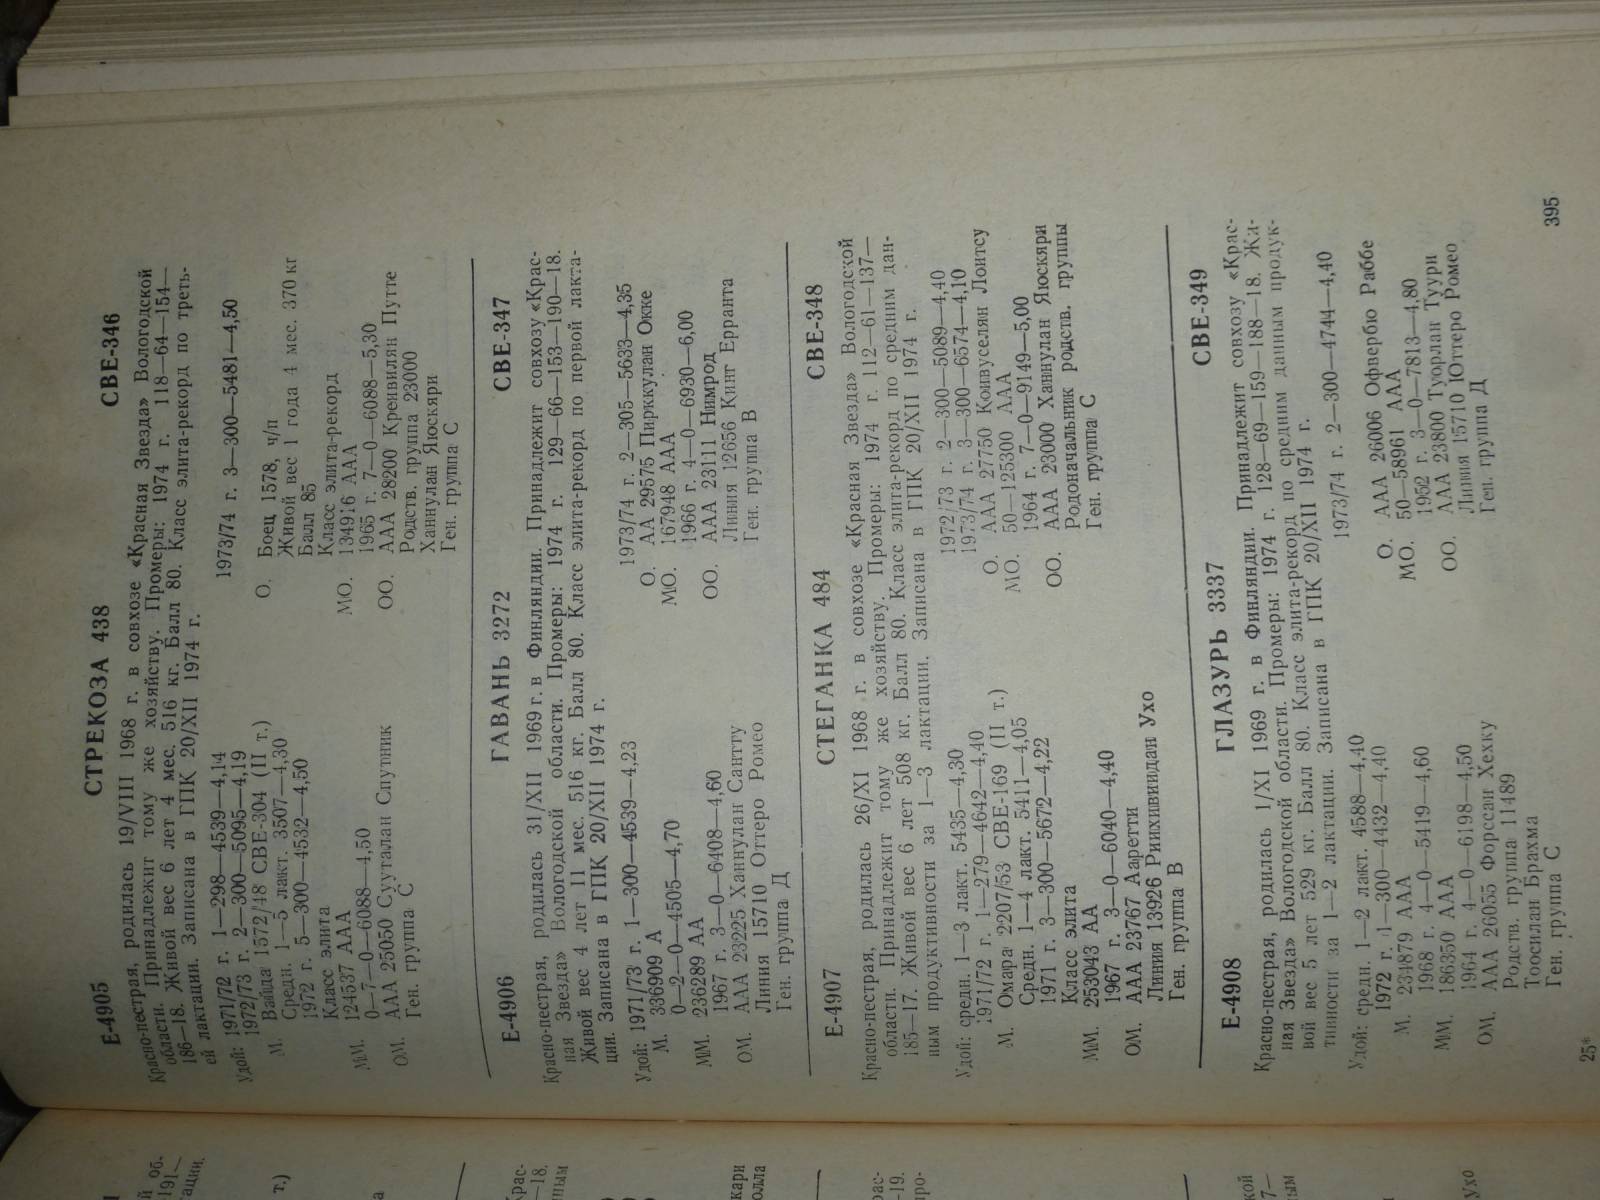 Е-4905 СТРЕКОЗА 438 СВЕ-346
Красно-пестрая, родилась 19/VIII 1968 г. в совхозе «Красная Звезда» Вологодской
области. Принадлежит тому же хозяйству. Промеры: 1974 г. 118—64—154—
186—18. Живой вес 6 лет 4 мес. 516 кг. Балл 80. Класс элита-рекорд по треть-
ей лактации. Записана в ГПК 20/XII 1974 г.
Удой: 1971/72 г. 1—298—4539—4,14 1973/74 г. 3—300—5481—4,50
1972/73 г. 2—300—5095—4,19
М. Вайда 1572/48 СВЕ-304 (II т.)
Средн. 1—5 лакт. 3507—4,30
1972 г. 5—300—4532—4,50
Класс элита
ММ. 124537 ААА
0—7—0—6088—4,50
ОМ. ААА 25050 Сууталан Спутник
Ген. группа С
О. Боец 1578, ч/п
Живой вес 1 года 4 мес. 370 кг
Балл 85
Класс элита-рекорд
МО. 134916 ААА
1965 г. 7—0—6088—5,30
ОО. ААА 28200 Кренвилян Путте
Родств. группа 23000
Ханнулан Яюскари
Ген. группа С
Е-4906 ГАВАНЬ 3272 СВЕ-347
Красно-пестрая, родилась 31/XII 1969 г. в Финляндии. Принадлежит совхозу «Крас-
ная Звезда» Вологодской области. Промеры: 1974 г. 129—66—153—190—18.
Живой вес 4 лет 11 мес. 516 кг. Балл 80. Класс элита-рекорд по первой лакта-
ции. Записана в ГПК 20/XII 1974 г.
Удой: 1971/73 г. 1—300—4539—4,23 1973/74 г. 2—305—5633—4,35
М. 336909 А
0—2—0—4505—4,70
ММ. 236289 АА
1967 г. 3—0—6408—4,60
ОМ. ААА 23225 Ханнулан Сантту
Линия 15710 Оттеро Ромео
Ген. группа Д
О. АА 29575 Пирккулан Окке
МО. 167948 ААА
1966 г. 4—0—6930—6,00
ОО. ААА 23111 Нимрод
Линия 12656 Кинг Ерранта
Ген. группа В
Е-4907 СТЕГАНКА 484 СВЕ-348
Красно-пестрая, родилась 26/XI 1968 г. в совхозе «Красная Звезда» Вологодской
области. Принадлежит тому же хозяйству. Промеры: 1974 г. 112—61—137—
185—17. Живой вес 6 лет 508 кг. Балл 80. Класс элита-рекорд по средним дан-
ным продуктивности за 1—3 лактации. Записана в ГПК 20/XII 1974 г.
Удой: средн. 1—3 лакт. 5435—4,30 1972/73 г. 2—300—5089—4,40
1971/72 г. 1—279—4642—4,40 1973/74 г. 3—300—6574—4,10
М. Омара 2207/53 СВЕ-169 (II т.)
Средн. 1—4 лакт. 5411—4,05
1971 г. 3—300—5672—4,22
Класс элита
ММ. 253043 АА
1967 г. 3—0—6040—4,40
ОМ. ААА 23767 Ааретти
Линия 13926 Риихивиидан Ухо
Ген. группа В
О. ААА 27750 Коивуселян Лоитсу
МО. 50—125300 ААА
1964 г. 7—0—9149—5,00
ОО. ААА 23000 Ханнулан Яюскяри
Родоначальник родств. группы
Ген. группа С
Е-4908 ГЛАЗУРЬ 3337 СВЕ-349
Красно-пестрая, родилась 1/XI 1969 г. в Финляндии. Принадлежит совхозу «Крас-
ная Звезда» Вологодской области. Промеры: 1974 г. 128—69—159—188—18. Жи-
вой вес 5 лет 529 кг. Балл 80. Класс элита-рекорд по средним данным продук-
тивности за 1—2 лактации. Записана в ГПК 20/XII 1974 г.
Удой: средн. 1—2 лакт. 4588—4,40 1973/74 г. 2—300—4744—4,40
1972 г. 1—300—4432—4,40
М. 234879 ААА
1968 г. 4—0—5419—4,60
ММ. 186350 ААА
1964 г. 4—0—6198—4,50
ОМ. ААА 26055 Форссан Хехку
Родств. группа 11489
Тоосилан Брахма
Ген. группа С
О. ААА 26006 Офвербю Раббе
МО. 50—58961 ААА
1952 г. 3—0—7813—4,80
ОО. ААА 23800 Туорлан Туури
Линия 15710 Юттеро Ромео
Ген. группа Д
25* 395